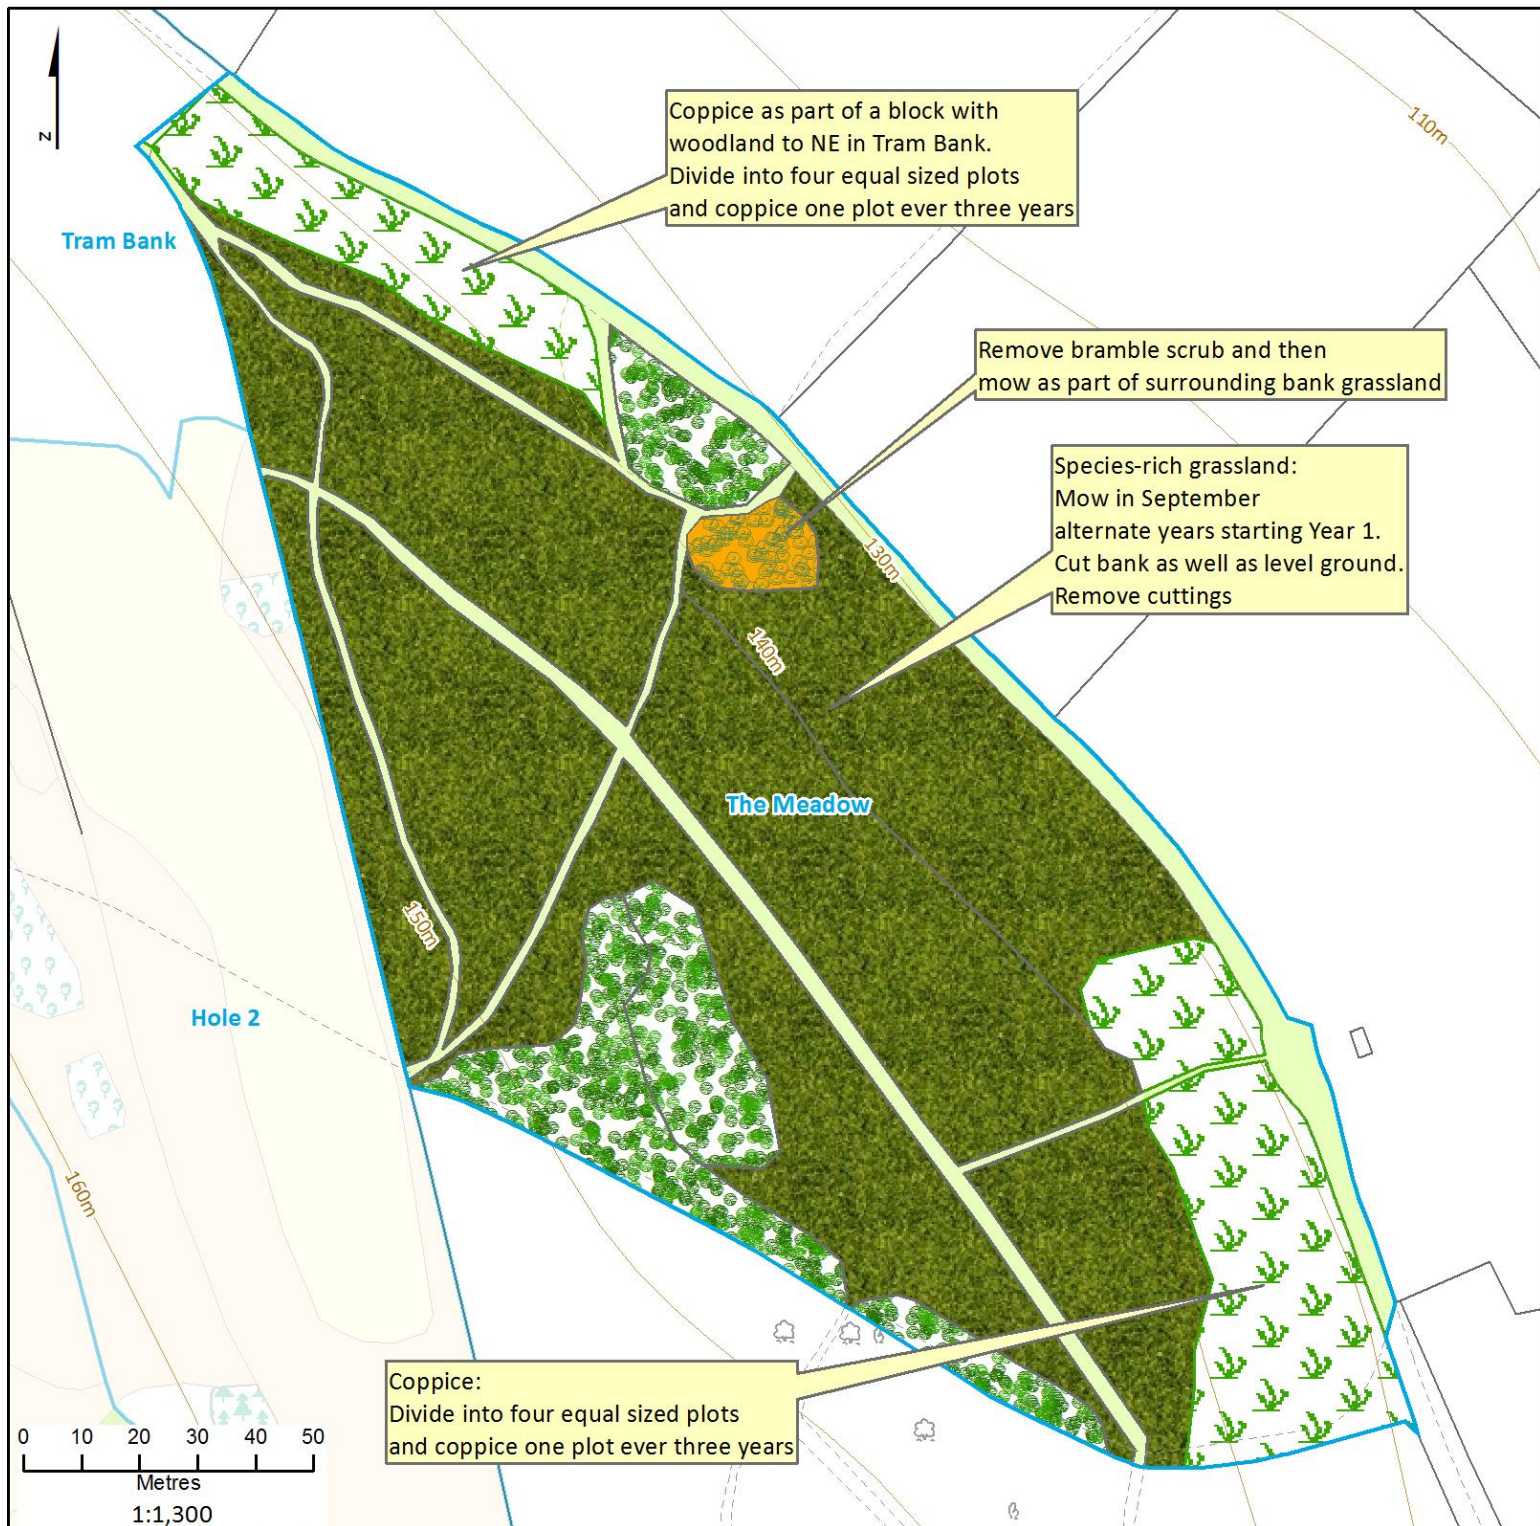 N
Coppice as part of a block with
woodland to NE in Tram Bank.
Divide into four equal sized plots
and coppice one plot ever three years
110m
Tram Bank
Remove bramble scrub and then
mow as part of surrounding bank grassland
Species-rich grassland:
Mow in September
alternate years starting Year 1.
Cut bank as well as level ground.
Remove cuttings
130m
140m
The Meadow
150m
Hole 2
160m
Coppice:
Divide into four equal sized plots
and coppice one plot ever three years
0 10 20 30 40 50
Metres
1:1,300